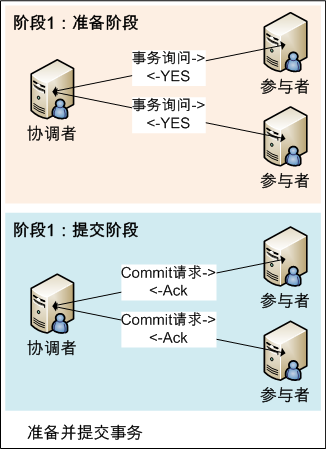 阶段1：准备阶段
事务询问->
<-YES
参与者
事务询问->
<-YES
协调者
参与者
阶段1：提交阶段
Commit请求->
<-Ack
参与者
Commit请求->
<-Ack
协调者
参与者
准备并提交事务